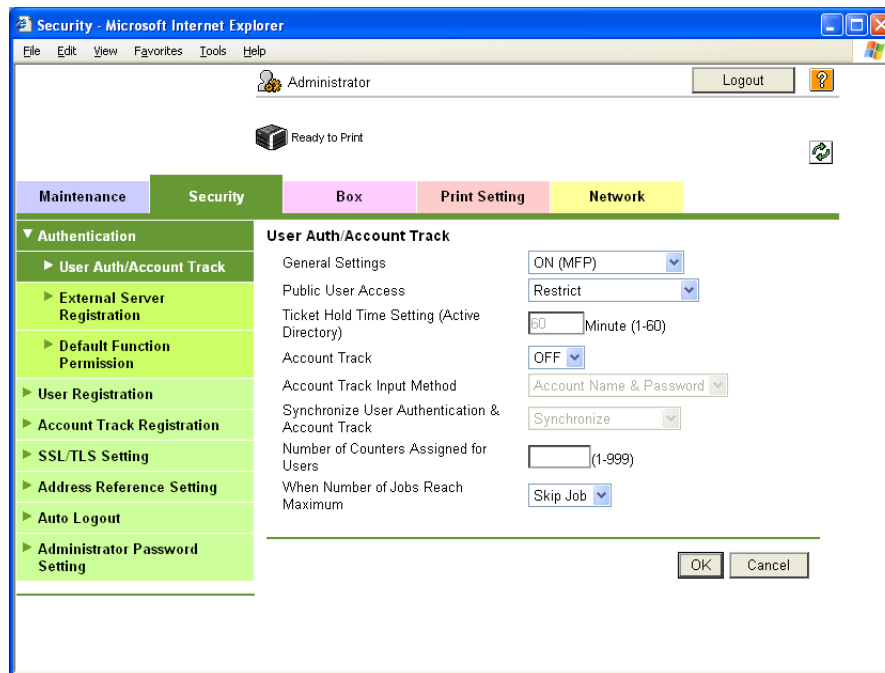 Security - Microsoft Internet Explorer
File Edit View Favorites Tools Help
Administrator
Logout
?
Ready to Print
Maintenance Security Box Print Setting Network
Authentication
User Auth/Account Track
External Server
Registration
Default Function
Permission
User Registration
Account Track Registration
SSL/TLS Setting
Address Reference Setting
Auto Logout
Administrator Password
Setting
User Auth/Account Track
General Settings ON (MFP)
Public User Access Restrict
Ticket Hold Time Setting (Active
Directory) 60 Minute (1-60)
Account Track OFF
Account Track Input Method Account Name & Password
Synchronize User Authentication &
Account Track Synchronize
Number of Counters Assigned for
Users (1-999)
When Number of Jobs Reach
Maximum Skip Job
OK Cancel